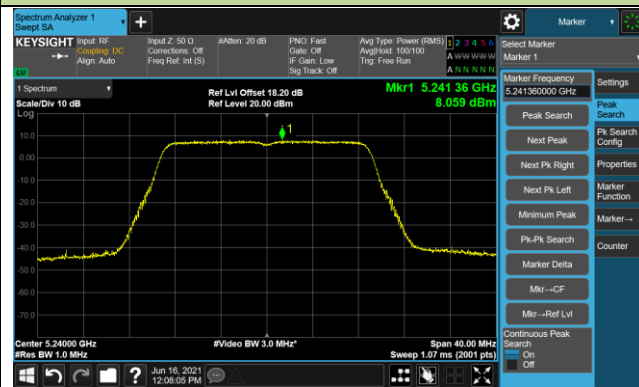 Spectrum Analyzer 1
Swept SA
Marker
KEYSIGHT
Input: RF
Coupling: DC
Align: Auto
Input Z: 50 Ω
Corrections: Off
Freq Ref: Int (S)
#Atten: 20 dB
PNO: Fast
Gate: Off
IF Gain: Low
Sig Track: Off
Avg Type: Power (RMS)
Avg|Hold: 100/100
Trig: Free Run
1 2 3 4 5 6
A W W W W W
A N N N N N
Select Marker
Marker 1
1 Spectrum
Scale/Div 10 dB
Log
Ref Lvl Offset 18.20 dB
Ref Level 20.00 dBm
Mkr1 5.241 36 GHz
8.059 dBm
1
10.0
0.00
-10.0
-20.0
-30.0
-40.0
-50.0
-60.0
-70.0
Center 5.24000 GHz
#Res BW 1.0 MHz
#Video BW 3.0 MHz*
Span 40.00 MHz
Sweep 1.07 ms (2001 pts)
Marker Frequency
5.241360000 GHz
Peak Search
Next Peak
Next Pk Right
Next Pk Left
Minimum Peak
Pk-Pk Search
Marker Delta
Mkr→CF
Mkr→Ref Lvl
Continuous Peak
Search
On
Off
Settings
Peak
Search
Pk Search
Config
Properties
Marker
Function
Marker→
Counter
?
Jun 16, 2021
12:08:05 PM